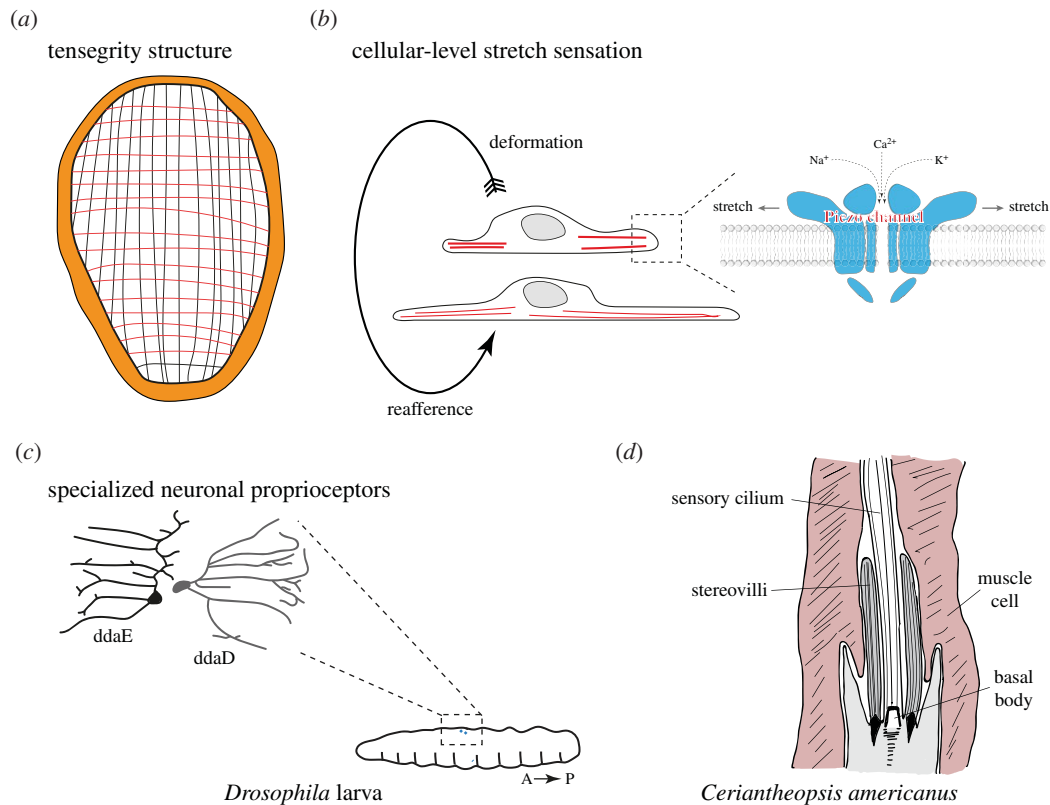 (a)
tensegrity structure
(b)
cellular-level stretch sensation
deformation
reafference
Na+
Ca2+
K+
stretch
Piezo channel
stretch
(c)
specialized neuronal proprioceptors
ddaE
ddaD
A
P
Drosophila larva
(d)
sensory cilium
stereovilli
muscle
cell
basal
body
Ceriantheopsis americanus